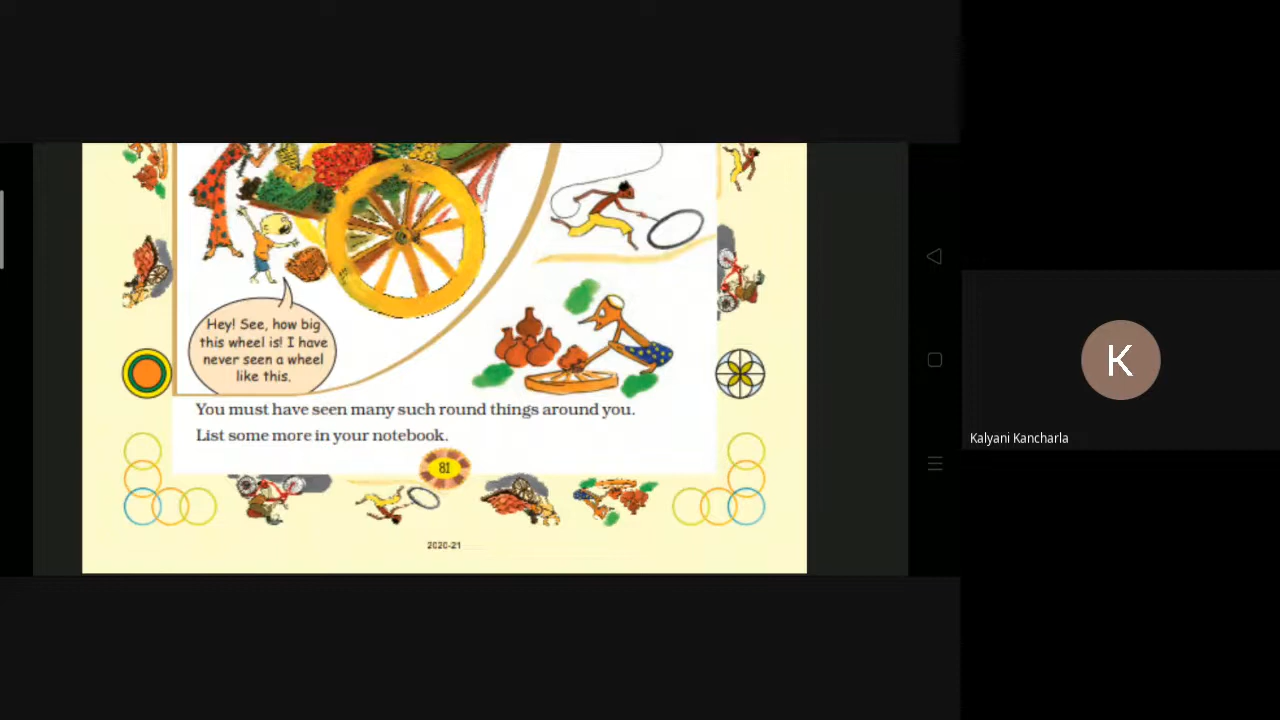 Hey! See, how big
this wheel is! I have
never seen a wheel
like this.
You must have seen many such round things around you.
List some more in your notebook.
81
2020-21
K
Kalyani Kancharla